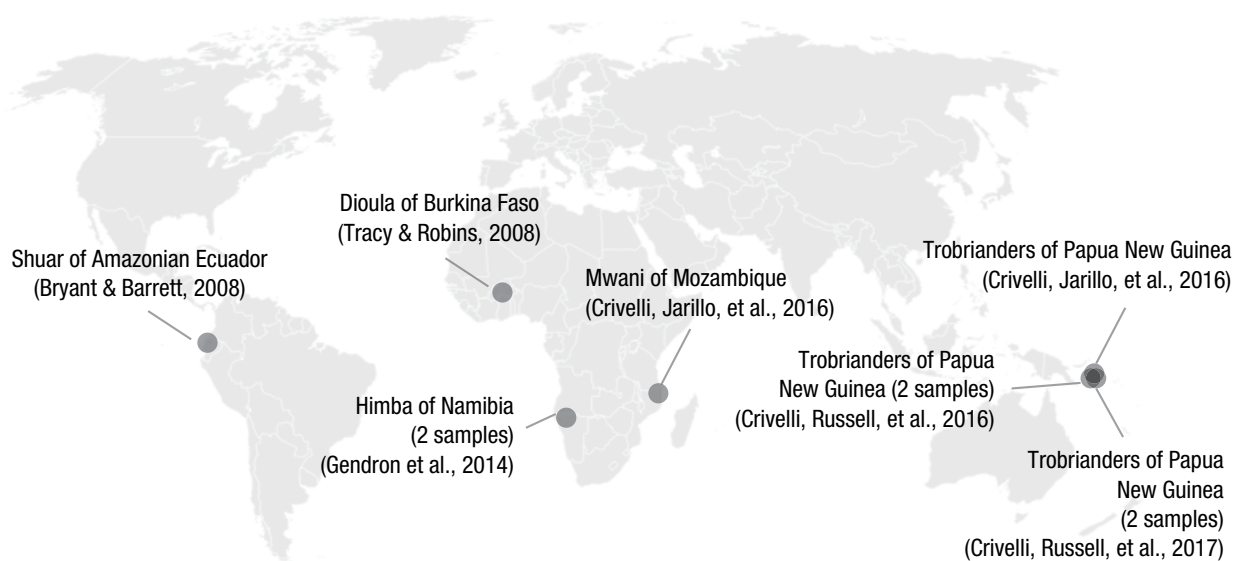 Dioula of Burkina Faso
(Tracy & Robins, 2008)
Shuar of Amazonian Ecuador
(Bryant & Barrett, 2008)
Mwani of Mozambique
(Crivelli, Jarillo, et al., 2016)
Trobrianders of Papua New Guinea
(Crivelli, Jarillo, et al., 2016)
Himba of Namibia
(2 samples)
(Gendron et al., 2014)
Trobrianders of Papua
New Guinea (2 samples)
(Crivelli, Russell, et al., 2016)
Trobrianders of Papua
New Guinea
(2 samples)
(Crivelli, Russell, et al., 2017)